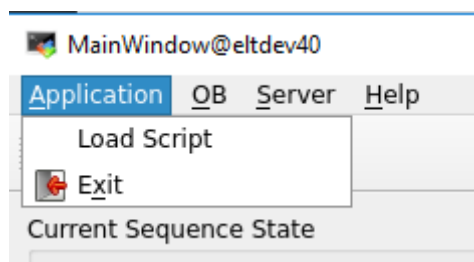 MainWindow@eltdev40
Application OB Server Help
Load Script
Exit
Current Sequence State